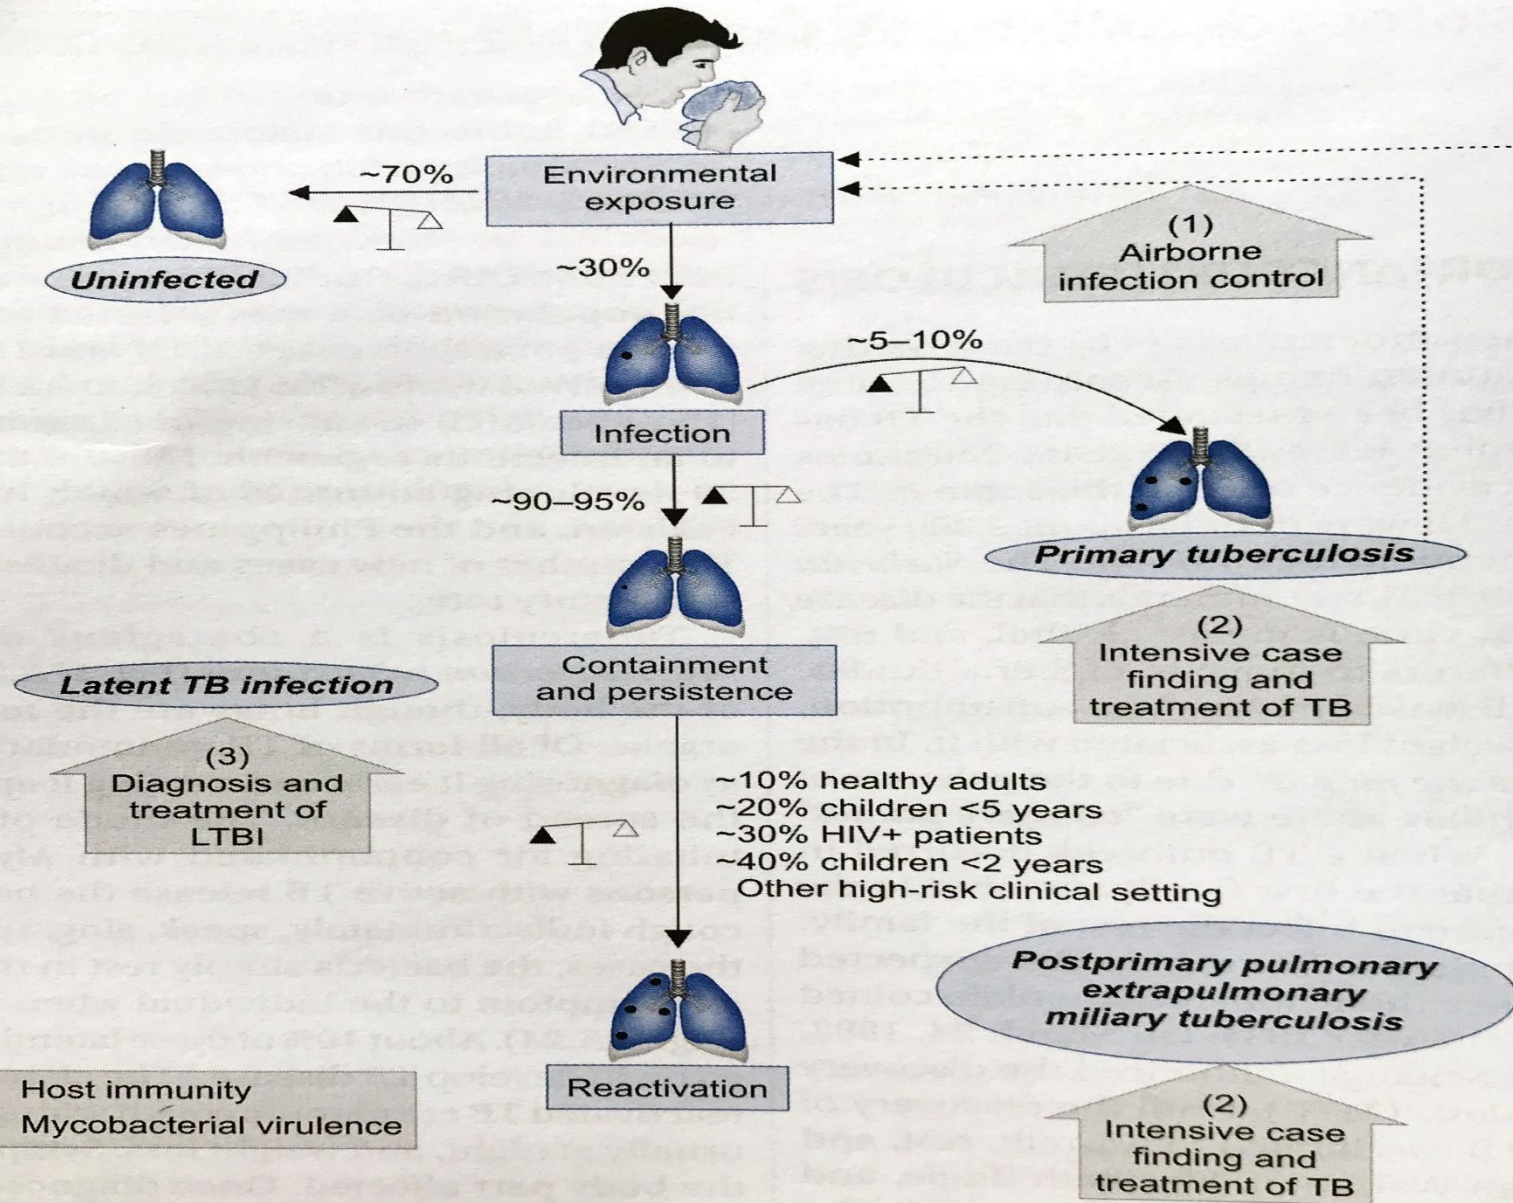 Environmental
exposure
~70%
Uninfected
~30%
(1)
Airborne
infection control
~5–10%
Infection
~90–95%
Primary tuberculosis
(2)
Intensive case
finding and
treatment of TB
Containment
and persistence
Latent TB infection
(3)
Diagnosis and
treatment of
LTBI
~10% healthy adults
~20% children <5 years
~30% HIV+ patients
~40% children <2 years
Other high-risk clinical setting
Postprimary pulmonary
extrapulmonary
miliary tuberculosis
Reactivation
Host immunity
Mycobacterial virulence
(2)
Intensive case
finding and
treatment of TB